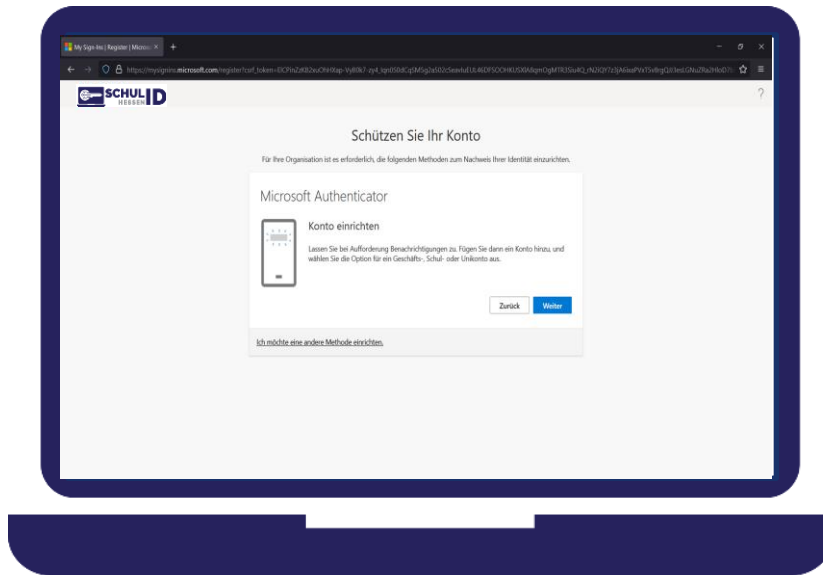 My Sign-Ins | Register | Micros
SCHUL ID
HESSEN
?
Schützen Sie Ihr Konto
Für Ihre Organisation ist es erforderlich, die folgenden Methoden zum Nachweis Ihrer Identität einzurichten.
Microsoft Authenticator
Konto einrichten
Lassen Sie bei Aufforderung Benachrichtigungen zu. Fügen Sie dann ein Konto hinzu, und
wählen Sie die Option für ein Geschäfts-, Schul- oder Unikonto aus.
Zurück Weiter
Ich möchte eine andere Methode einrichten.